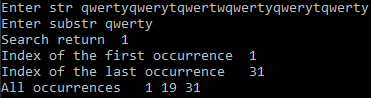 Enter str qwertyqwerytqwertwqwertyqwerytqwerty
Enter substr qwerty
Search return  1
Index of the first occurrence  1
Index of the last occurrence   31
All occurrences   1 19 31